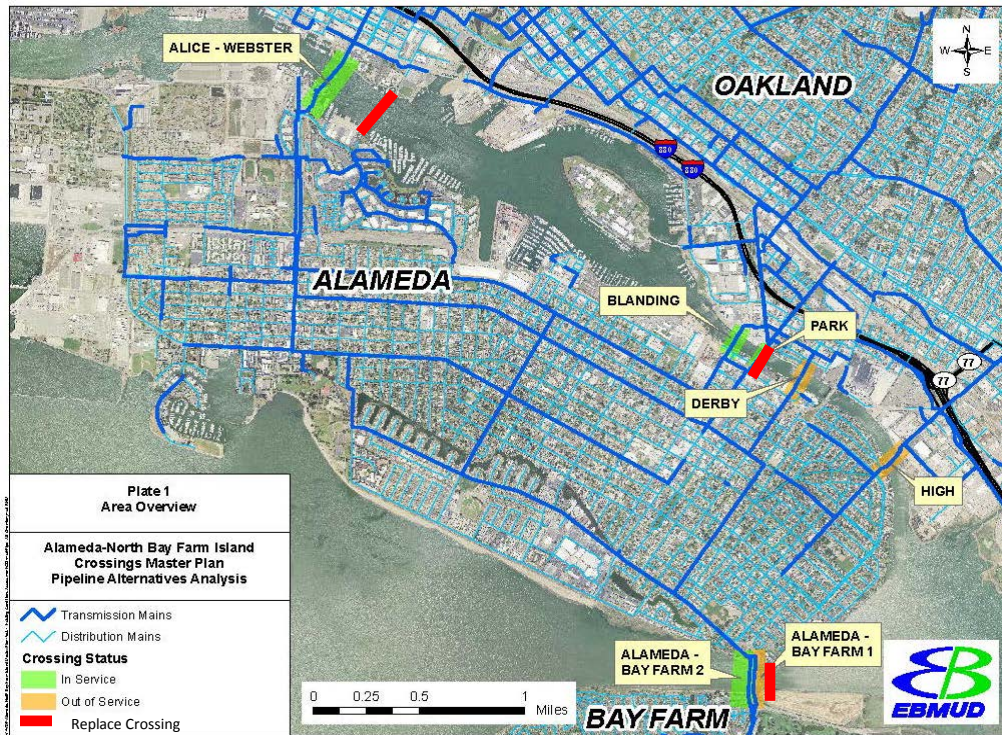 ALICE - WEBSTER
OAKLAND
N
W E
S
880
880
ALAMEDA
BLANDING
PARK
77
77
DERBY
HIGH
Plate 1
Area Overview
Alameda-North Bay Farm Island
Crossings Master Plan
Pipeline Alternatives Analysis
Transmission Mains
Distribution Mains
Crossing Status
In Service
Out of Service
Replace Crossing
0 0.25 0.5 1
Miles
ALAMEDA -
BAY FARM 2
ALAMEDA -
BAY FARM 1
BAY FARM
EBMUD